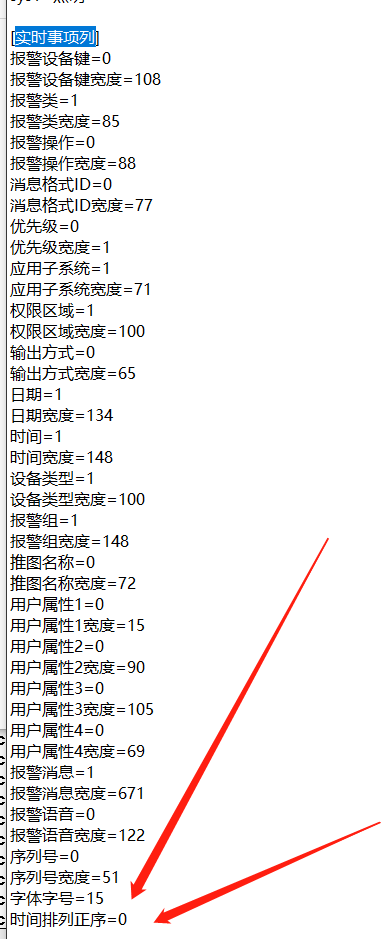 [实时事项列]
报警设备键=0
报警设备键宽度=108
报警类=1
报警类宽度=85
报警操作=0
报警操作宽度=88
消息格式ID=0
消息格式ID宽度=77
优先级=0
优先级宽度=1
应用子系统=1
应用子系统宽度=71
权限区域=1
权限区域宽度=100
输出方式=0
输出方式宽度=65
日期=1
日期宽度=134
时间=1
时间宽度=148
设备类型=1
设备类型宽度=100
报警组=1
报警组宽度=148
推图名称=0
推图名称宽度=72
用户属性1=0
用户属性1宽度=15
用户属性2=0
用户属性2宽度=90
用户属性3=0
用户属性3宽度=105
用户属性4=0
用户属性4宽度=69
报警消息=1
报警消息宽度=671
报警语音=0
报警语音宽度=122
序列号=0
序列号宽度=51
字体字号=15
时间排列正序=0